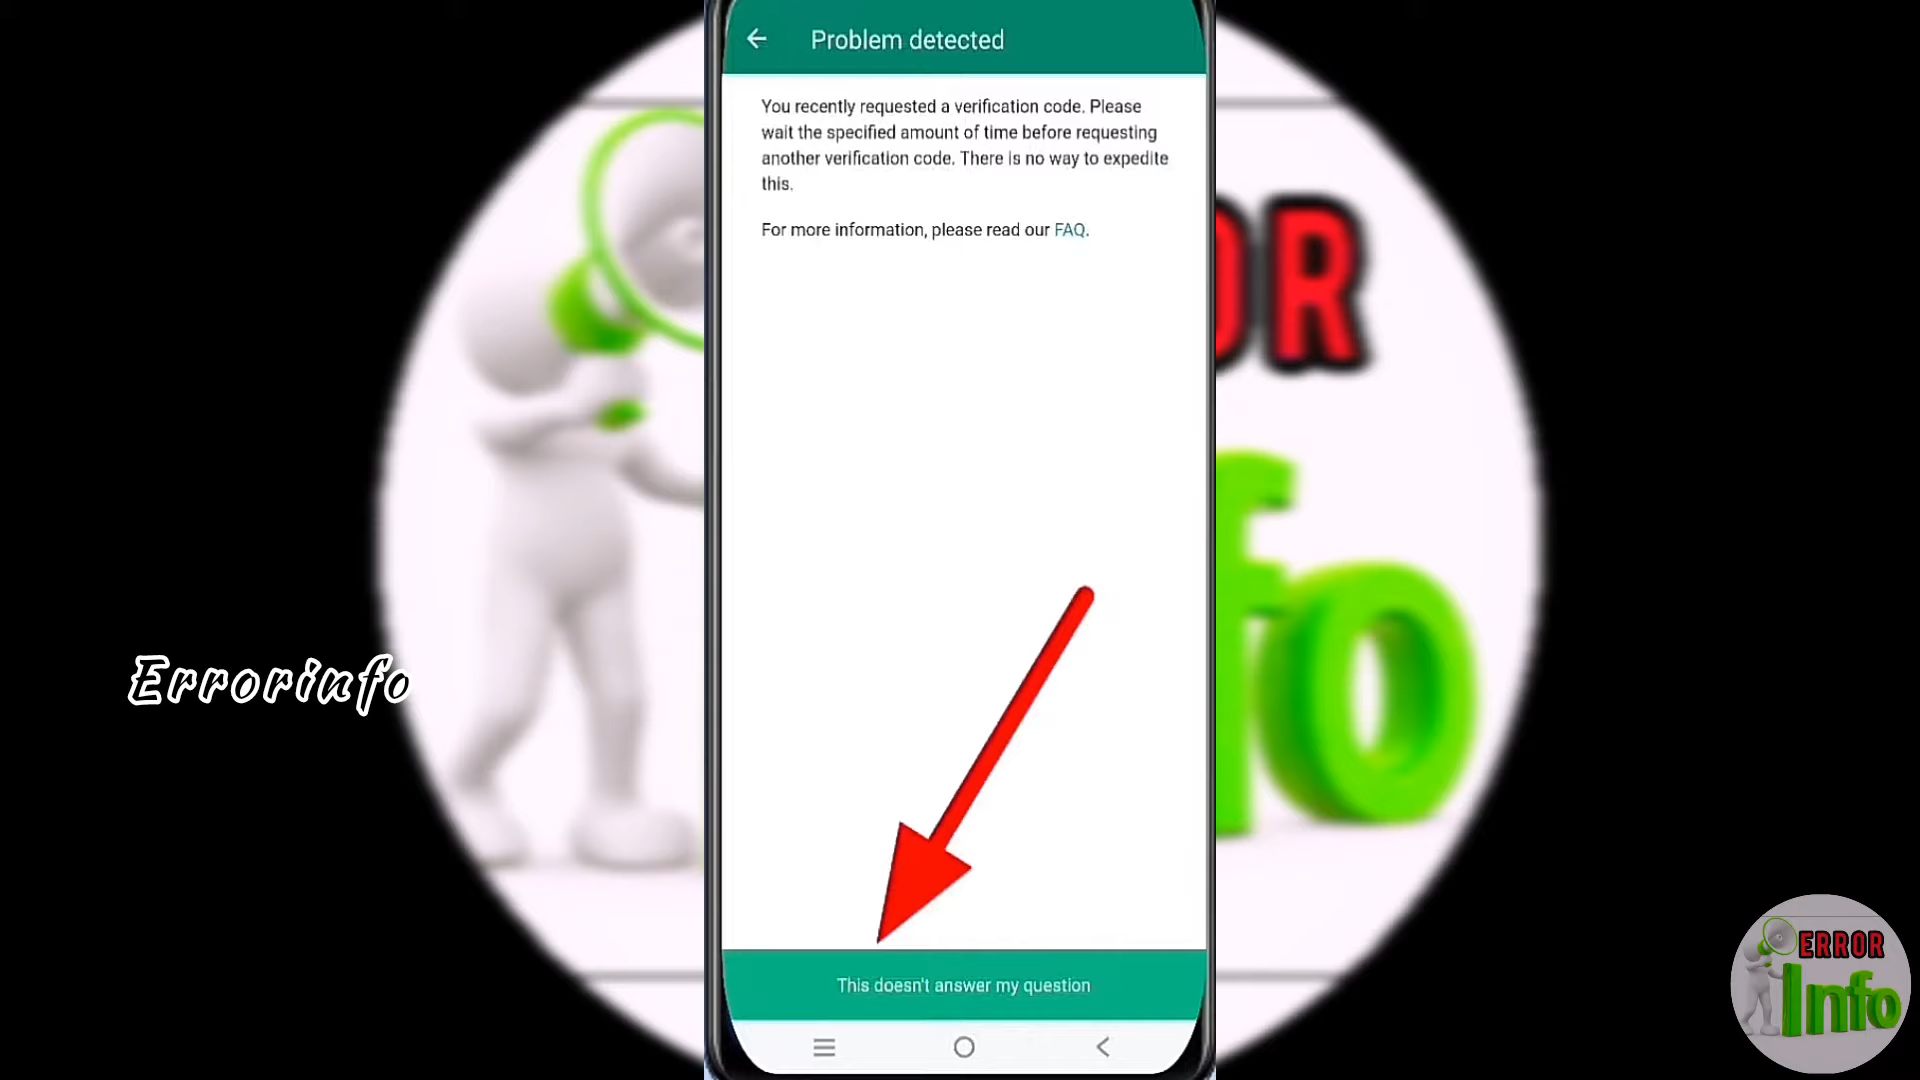 Problem detected
You recently requested a verification code. Please
wait the specified amount of time before requesting
another verification code. There is no way to expedite
this.
For more information, please read our FAQ.
OR
fo
Errorinfo
This doesn't answer my question
ERROR
Info